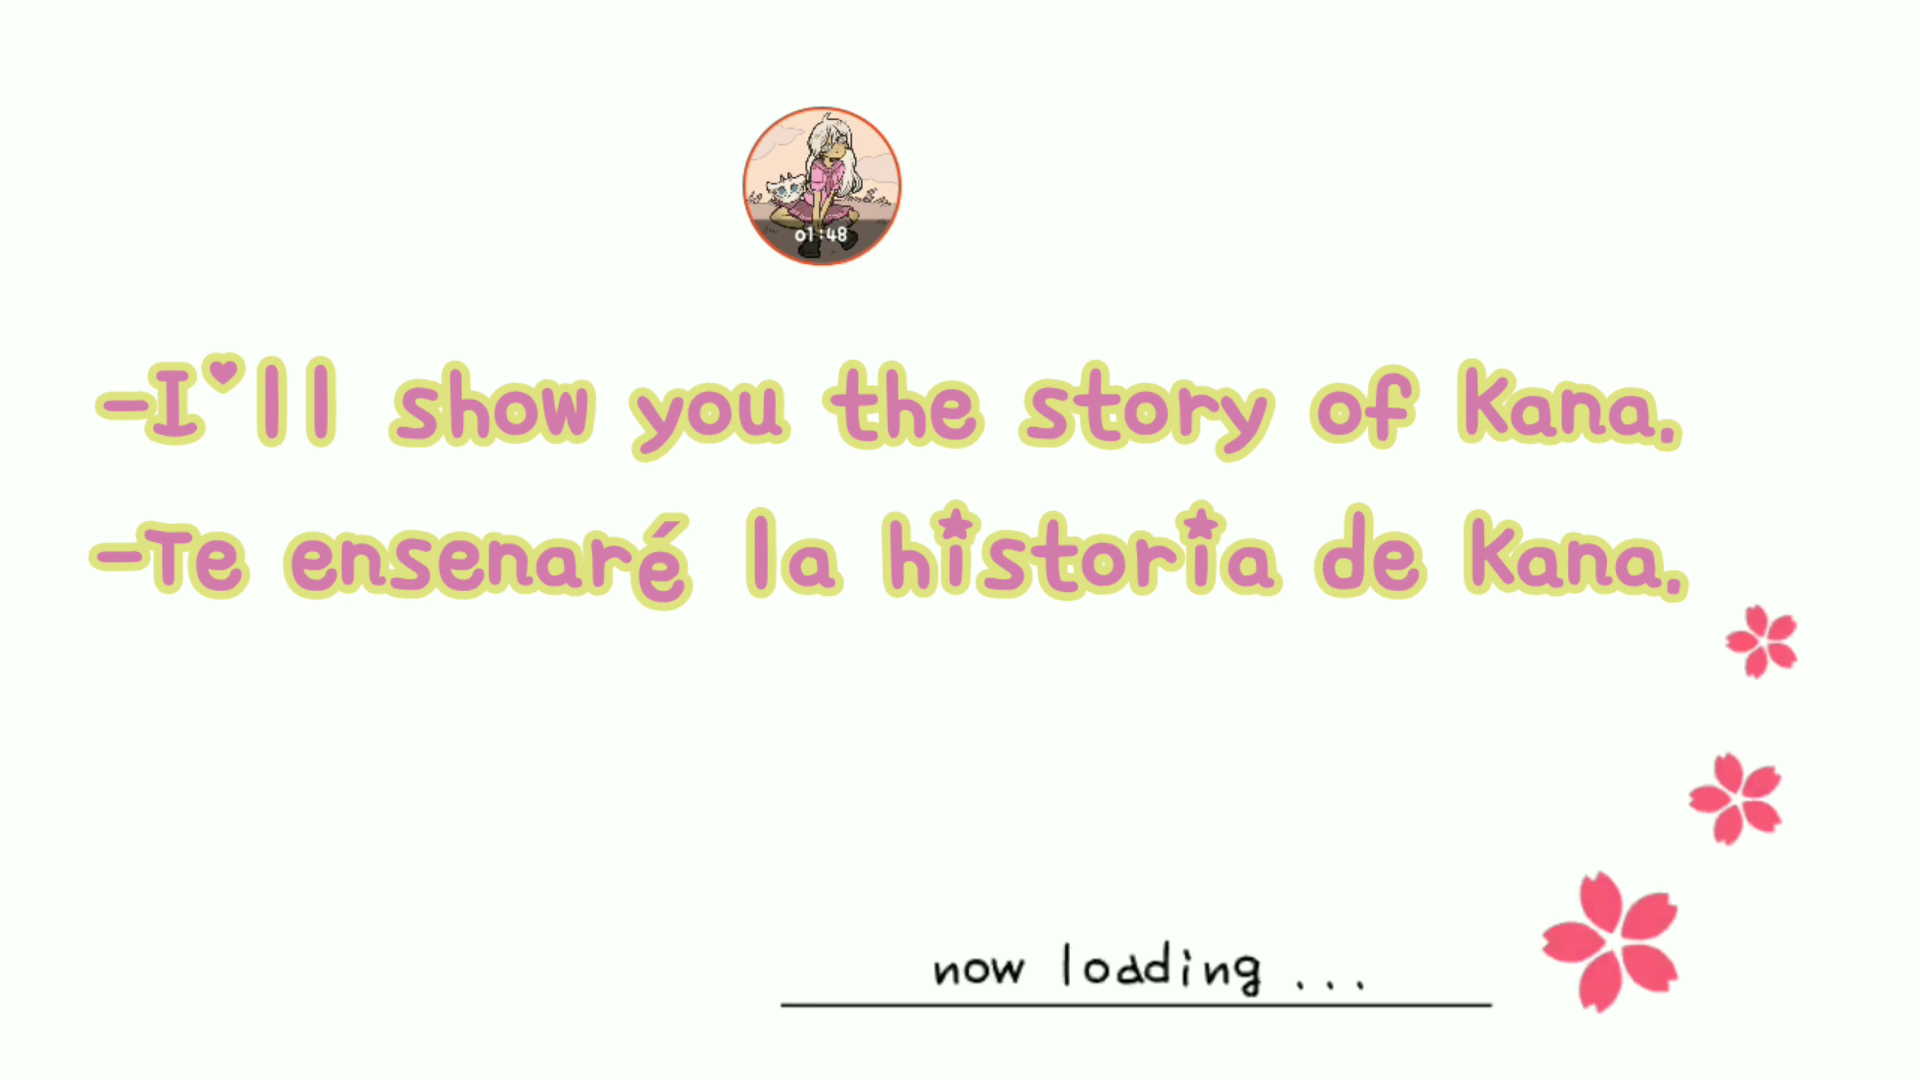 01:48
-I'll show you the story of Kana.
-Te ensenaré la historia de Kana.
now loading ...